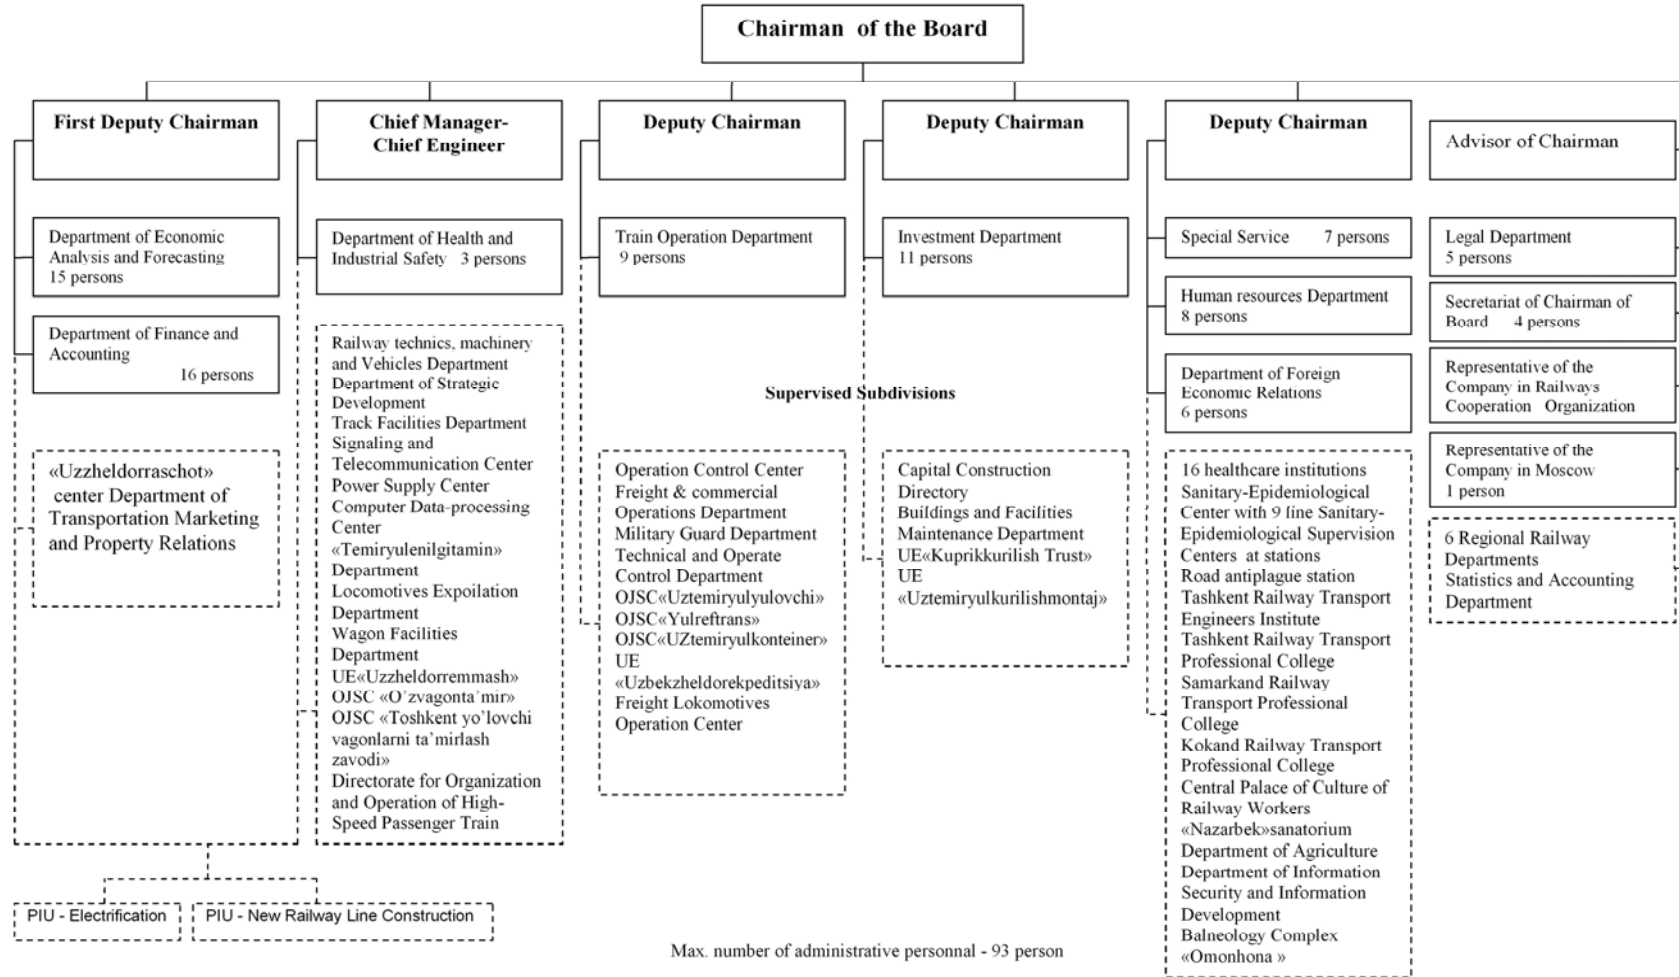 Chairman of the Board
First Deputy Chairman
Department of Economic
Analysis and Forecasting
15 persons
Department of Finance and
Accounting
16 persons
«Uzzheldorraschot»
center Department of
Transportation Marketing
and Property Relations
Chief Manager-
Chief Engineer
Department of Health and
Industrial Safety 3 persons
Railway technics, machinery
and Vehicles Department
Department of Strategic
Development
Track Facilities Department
Signaling and
Telecommunication Center
Power Supply Center
Computer Data-processing
Center
«Temiryulenilgitamin»
Department
Locomotives Expoilation
Department
Wagon Facilities
Department
UE«Uzzheldorremmash»
OJSC «O’zvagonta’mir»
OJSC «Toshkent yo’lovchi
vagonlarni ta’mirlash
zavodi»
Directorate for Organization
and Operation of High-
Speed Passenger Train
PIU - Electrification
PIU - New Railway Line Construction
Deputy Chairman
Train Operation Department
9 persons
Supervised Subdivisions
Operation Control Center
Freight & commercial
Operations Department
Military Guard Department
Technical and Operate
Control Department
OJSC«Uztemiryulyulovchi»
OJSC«Yulreftrans»
OJSC«UZtemiryulkonteiner»
UE
«Uzbekzheldorekpeditsiya»
Freight Lokomotives
Operation Center
Deputy Chairman
Investment Department
11 persons
Capital Construction
Directory
Buildings and Facilities
Maintenance Department
UE«Kuprikkurilish Trust»
UE
«Uztemiryulkurilishmontaj»
Deputy Chairman
Special Service 7 persons
Human resources Department
8 persons
Department of Foreign
Economic Relations
6 persons
16 healthcare institutions
Sanitary-Epidemiological
Center with 9 line Sanitary-
Epidemiological Supervision
Centers at stations
Road antiplague station
Tashkent Railway Transport
Engineers Institute
Tashkent Railway Transport
Professional College
Samarkand Railway
Transport Professional
College
Kokand Railway Transport
Professional College
Central Palace of Culture of
Railway Workers
«Nazarbek»sanatorium
Department of Agriculture
Department of Information
Security and Information
Development
Balneology Complex
«Omonhona »
Advisor of Chairman
Legal Department
5 persons
Secretariat of Chairman of
Board 4 persons
Representative of the
Company in Railways
Cooperation Organization
Representative of the
Company in Moscow
1 person
6 Regional Railway
Departments
Statistics and Accounting
Department
Max. number of administrative personnal - 93 person